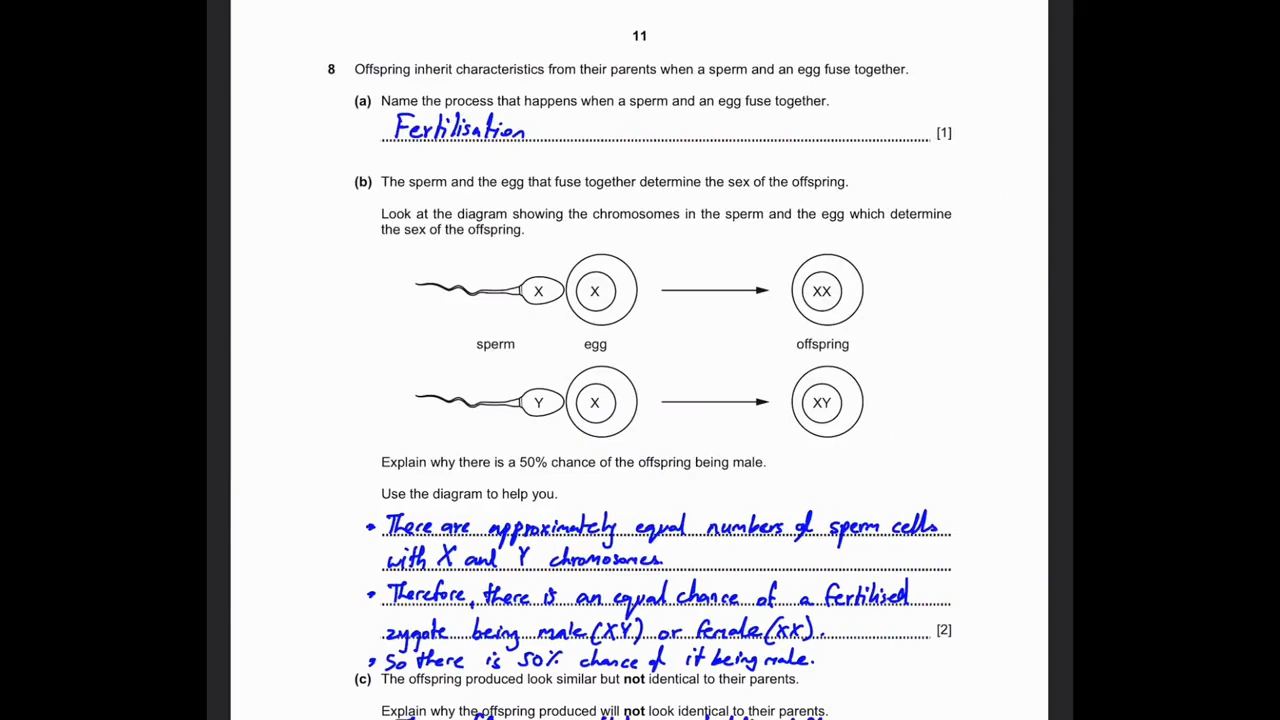 11
8 Offspring inherit characteristics from their parents when a sperm and an egg fuse together.
(a) Name the process that happens when a sperm and an egg fuse together.
Fertilisation [1]
(b) The sperm and the egg that fuse together determine the sex of the offspring.
Look at the diagram showing the chromosomes in the sperm and the egg which determine
the sex of the offspring.
X X XX
sperm egg offspring
Y X XY
Explain why there is a 50% chance of the offspring being male.
Use the diagram to help you.
• There are approximately equal numbers of sperm cells
with X and Y chromosomes.
• Therefore, there is an equal chance of a fertilised
zygote being male (XY) or female (XX). [2]
• So there is 50% chance of it being male.
(c) The offspring produced look similar but not identical to their parents.
Explain why the offspring produced will not look identical to their parents.